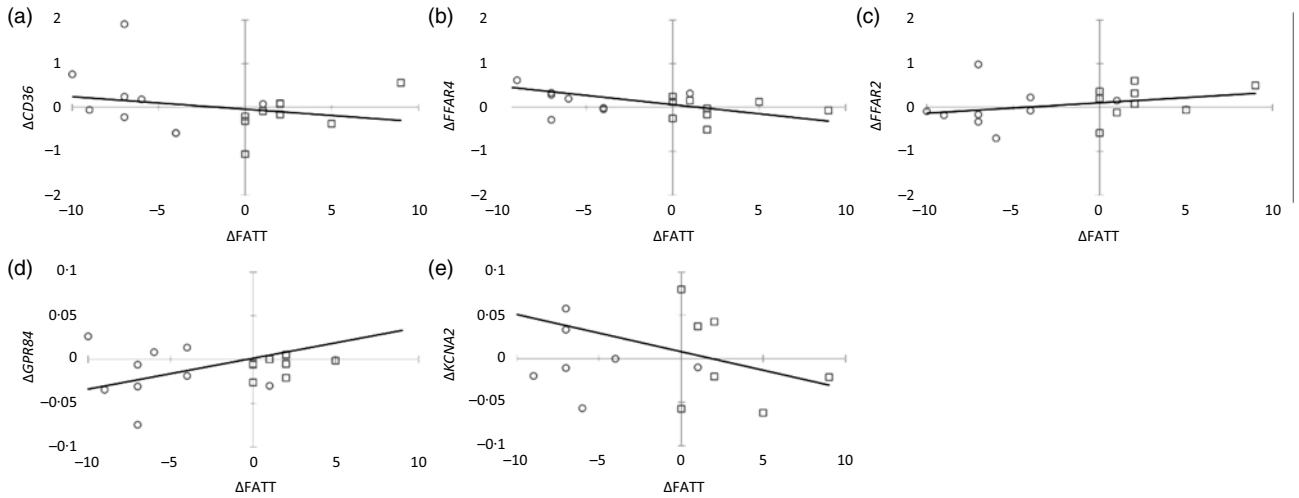 (a)
2
1
0
−1
−2
ΔCD36
−10 −5 0 5 10
ΔFATT
(b)
2
1
0
−1
−2
ΔFFAR4
−10 −5 0 5 10
ΔFATT
(c)
2
1
0
−1
−2
ΔFFAR2
−10 −5 0 5 10
ΔFATT
(d)
0·1
0·05
0
−0·05
−0·1
ΔGPR84
−10 −5 0 5 10
ΔFATT
(e)
0·1
0·05
0
−0·05
−0·1
ΔKCNA2
−10 −5 0 5 10
ΔFATT